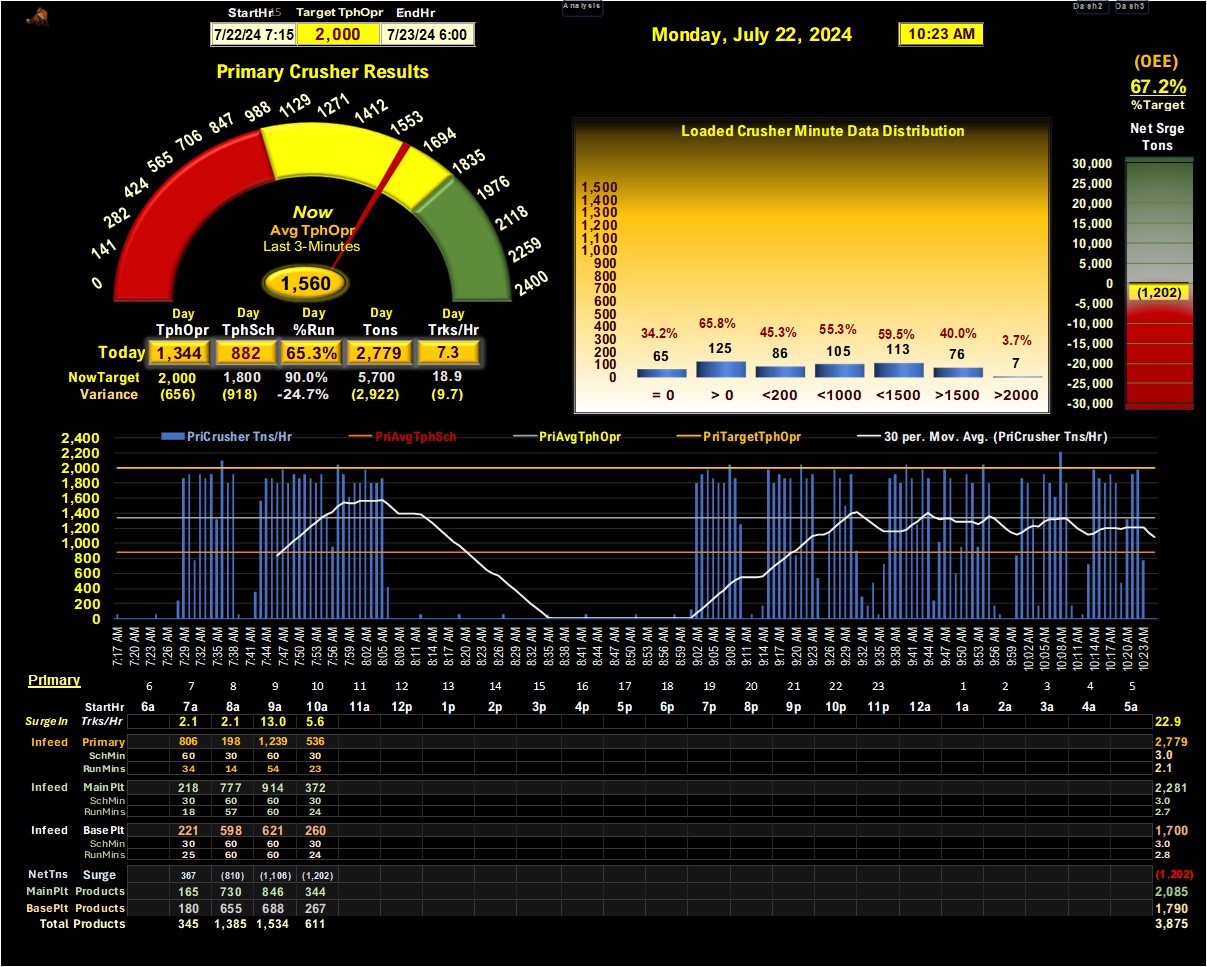 Analysis
Dash2 Dash3
StartHr 15 Target TphOpr EndHr
7/22/24 7:15 2,000 7/23/24 6:00
Monday, July 22, 2024
10:23 AM
(OEE)
67.2%
%Target
Primary Crusher Results
0 141 282 424 565 706 847 988 1129 1271 1412 1553 1694 1835 1976 2118 2259 2400
Now
Avg TphOpr
Last 3-Minutes
1,560
Day Day Day Day Day
TphOpr TphSch %Run Tons Trks/Hr
Today 1,344 882 65.3% 2,779 7.3
NowTarget 2,000 1,800 90.0% 5,700 18.9
Variance (656) (918) -24.7% (2,922) (9.7)
Loaded Crusher Minute Data Distribution
1,500
1,400
1,300
1,200
1,100
1,000
900
800
700
600
500
400
300
200
100
0
34.2% 65.8% 45.3% 55.3% 59.5% 40.0% 3.7%
65 125 86 105 113 76 7
= 0 > 0 <200 <1000 <1500 >1500 >2000
Net Srge
Tons
30,000
25,000
20,000
15,000
10,000
5,000
0
(1,202)
-5,000
-10,000
-15,000
-20,000
-25,000
-30,000
PriCrusher Tns/Hr PriAvgTphSch PriAvgTphOpr PriTargetTphOpr 30 per. Mov. Avg. (PriCrusher Tns/Hr)
2,400
2,200
2,000
1,800
1,600
1,400
1,200
1,000
800
600
400
200
0
7:17 AM 7:20 AM 7:23 AM 7:26 AM 7:29 AM 7:32 AM 7:35 AM 7:38 AM 7:41 AM 7:44 AM 7:47 AM 7:50 AM 7:53 AM 7:56 AM 7:59 AM 8:02 AM 8:05 AM 8:08 AM 8:11 AM 8:14 AM 8:17 AM 8:20 AM 8:23 AM 8:26 AM 8:29 AM 8:32 AM 8:35 AM 8:38 AM 8:41 AM 8:44 AM 8:47 AM 8:50 AM 8:53 AM 8:56 AM 8:59 AM 9:02 AM 9:05 AM 9:08 AM 9:11 AM 9:14 AM 9:17 AM 9:20 AM 9:23 AM 9:26 AM 9:29 AM 9:32 AM 9:35 AM 9:38 AM 9:41 AM 9:44 AM 9:47 AM 9:50 AM 9:53 AM 9:56 AM 9:59 AM 10:02 AM 10:05 AM 10:08 AM 10:11 AM 10:14 AM 10:17 AM 10:20 AM 10:23 AM
Primary
6 7 8 9 10 11 12 13 14 15 16 17 18 19 20 21 22 23 1 2 3 4 5
StartHr 6a 7a 8a 9a 10a 11a 12p 1p 2p 3p 4p 5p 6p 7p 8p 9p 10p 11p 12a 1a 2a 3a 4a 5a
SurgeIn Trks/Hr 2.1 2.1 13.0 5.6 22.9
Infeed Primary 806 198 1,239 536 2,779
SchMin 60 30 60 30 3.0
RunMins 34 14 54 23 2.1
Infeed Main Plt 218 777 914 372 2,281
SchMin 30 60 60 30 3.0
RunMins 18 57 60 24 2.7
Infeed Base Plt 221 598 621 260 1,700
SchMin 30 60 60 30 3.0
RunMins 25 60 60 24 2.8
NetTns Surge 367 (810) (1,106) (1,202) (1,202)
MainPlt Products 165 730 846 344 2,085
BasePlt Products 180 655 688 267 1,790
Total Products 345 1,385 1,534 611 3,875